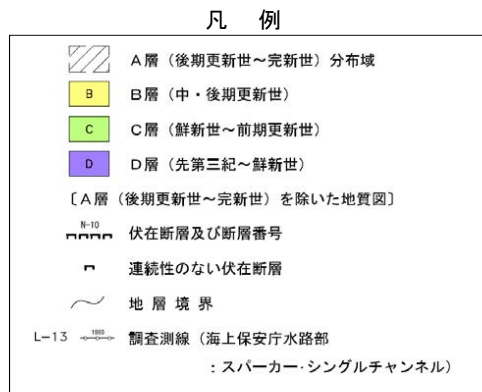 凡 例
A層（後期更新世～完新世）分布域
B B層（中・後期更新世）
C C層（鮮新世～前期更新世）
D D層（先第三紀～鮮新世）
〔A層（後期更新世～完新世）を除いた地質図〕
N-10 伏在断層及び断層番号
連続性のない伏在断層
地 層 境 界
L-13 調査測線（海上保安庁水路部
：スパーカー・シングルチャンネル）